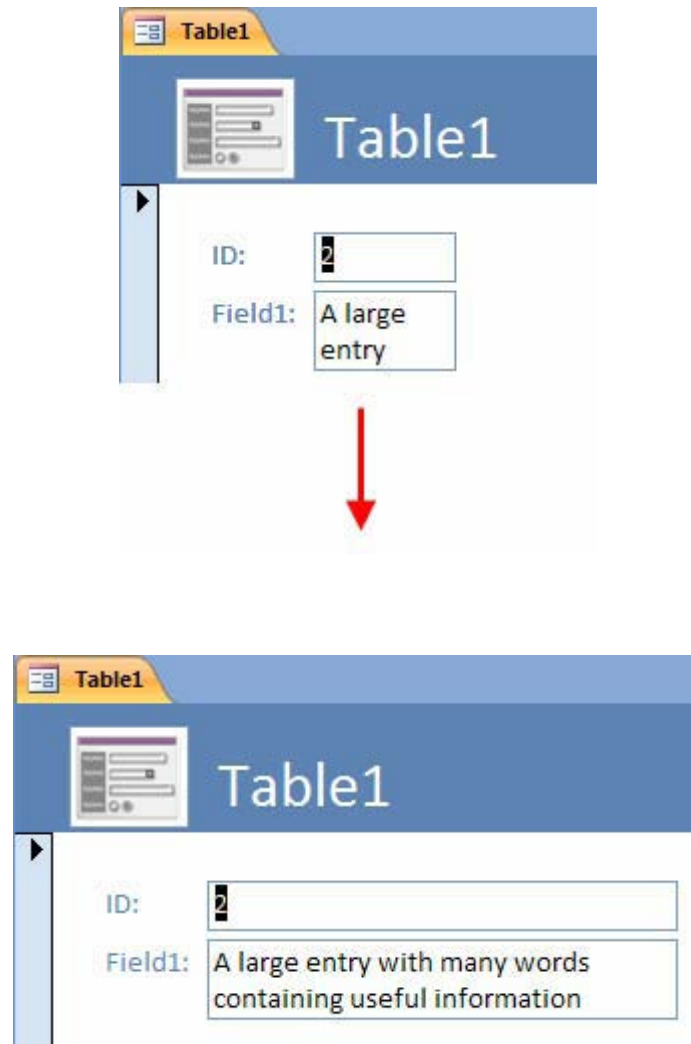 Table1
Table1
ID: 2
Field1: A large
entry
Table1
Table1
ID: 2
Field1: A large entry with many words
containing useful information